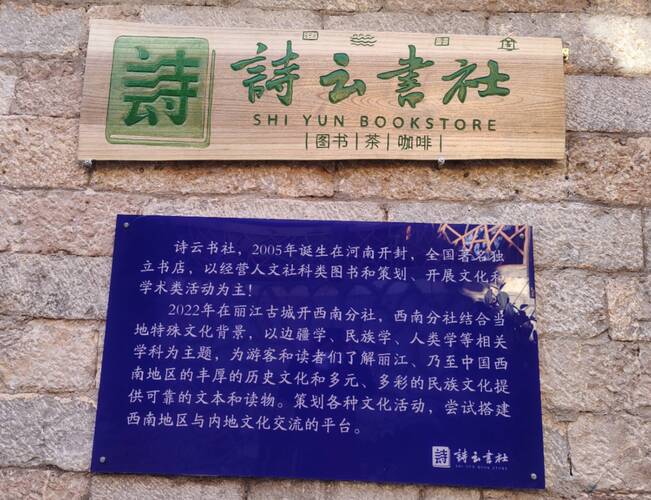 詩
詩云書社
SHI YUN BOOKSTORE
|图书|茶|咖啡|
诗云书社，2005年诞生在河南开封，全国著名独
立书店，以经营人文社科类图书和策划、开展文化和
学术类活动为主！
2022年在丽江古城开西南分社，西南分社结合当
地特殊文化背景，以边疆学、民族学、人类学等相关
学科为主题，为游客和读者们了解丽江、乃至中国西
南地区的丰厚的历史文化和多元、多彩的民族文化提
供可靠的文本和读物。策划各种文化活动，尝试搭建
西南地区与内地文化交流的平台。
詩 詩云書社
SHI YUN BOOK STORE